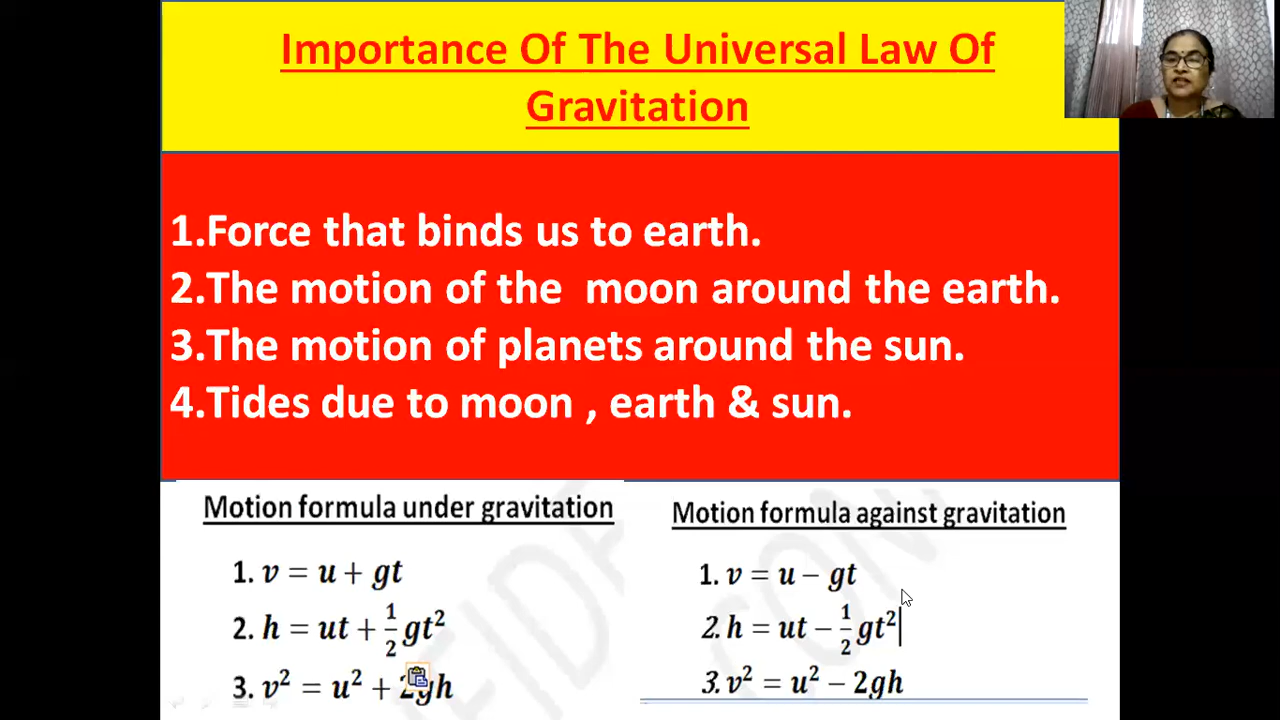 Importance Of The Universal Law Of
Gravitation
1.Force that binds us to earth.
2.The motion of the  moon around the earth.
3.The motion of planets around the sun.
4.Tides due to moon , earth & sun.
Motion formula under gravitation
1. v = u + gt
2. h = ut + 1/2 gt²
3. v² = u² + 2gh
Motion formula against gravitation
1. v = u − gt
2. h = ut − 1/2 gt²
3. v² = u² − 2gh